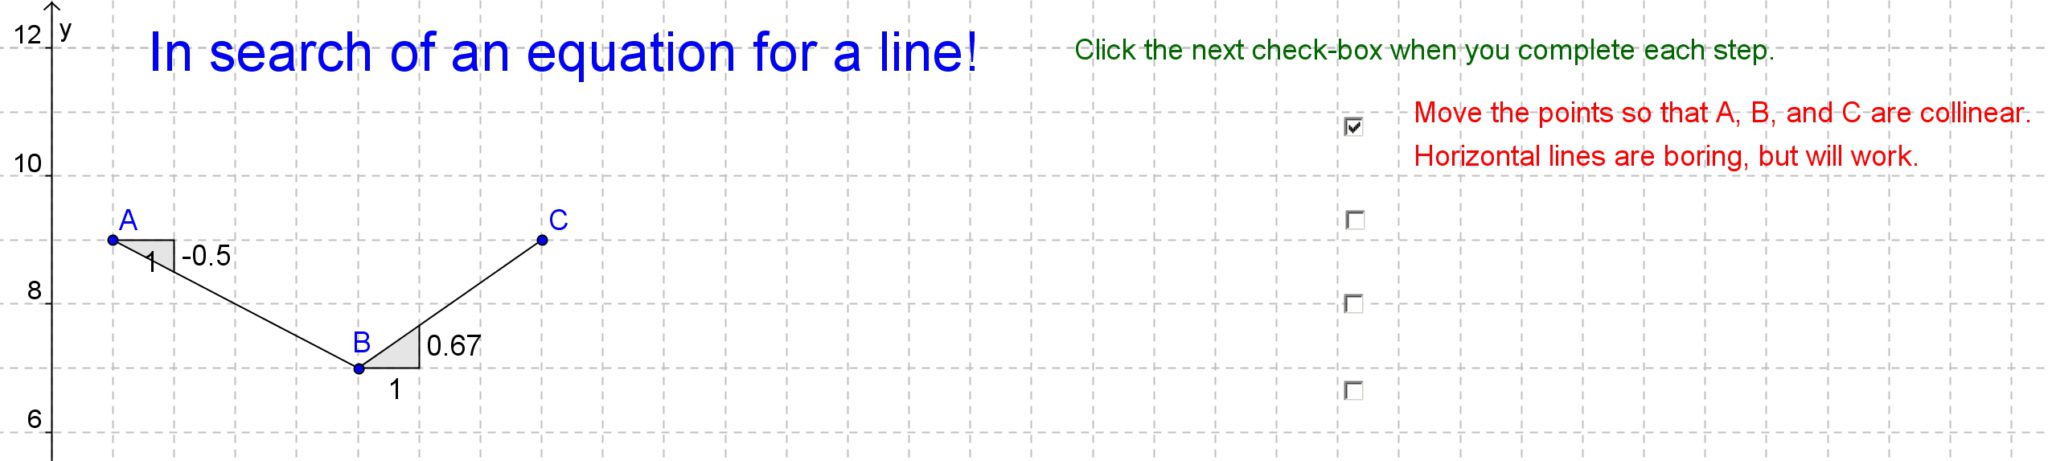 12
y
In search of an equation for a line!
Click the next check-box when you complete each step.
Move the points so that A, B, and C are collinear.
Horizontal lines are boring, but will work.
10
A
C
1
-0.5
8
B
0.67
1
6